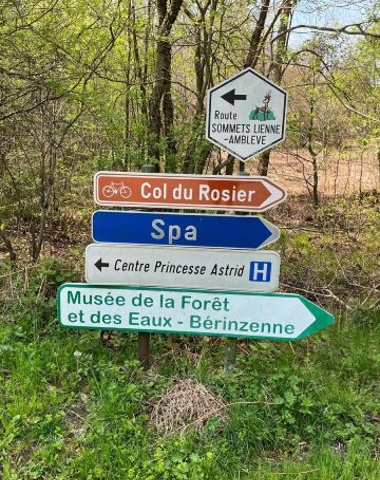 Route
SOMMETS LIENNE
-AMBLEVE
Col du Rosier
Spa
Centre Princesse Astrid H
Musée de la Forêt
et des Eaux - Bérinzenne